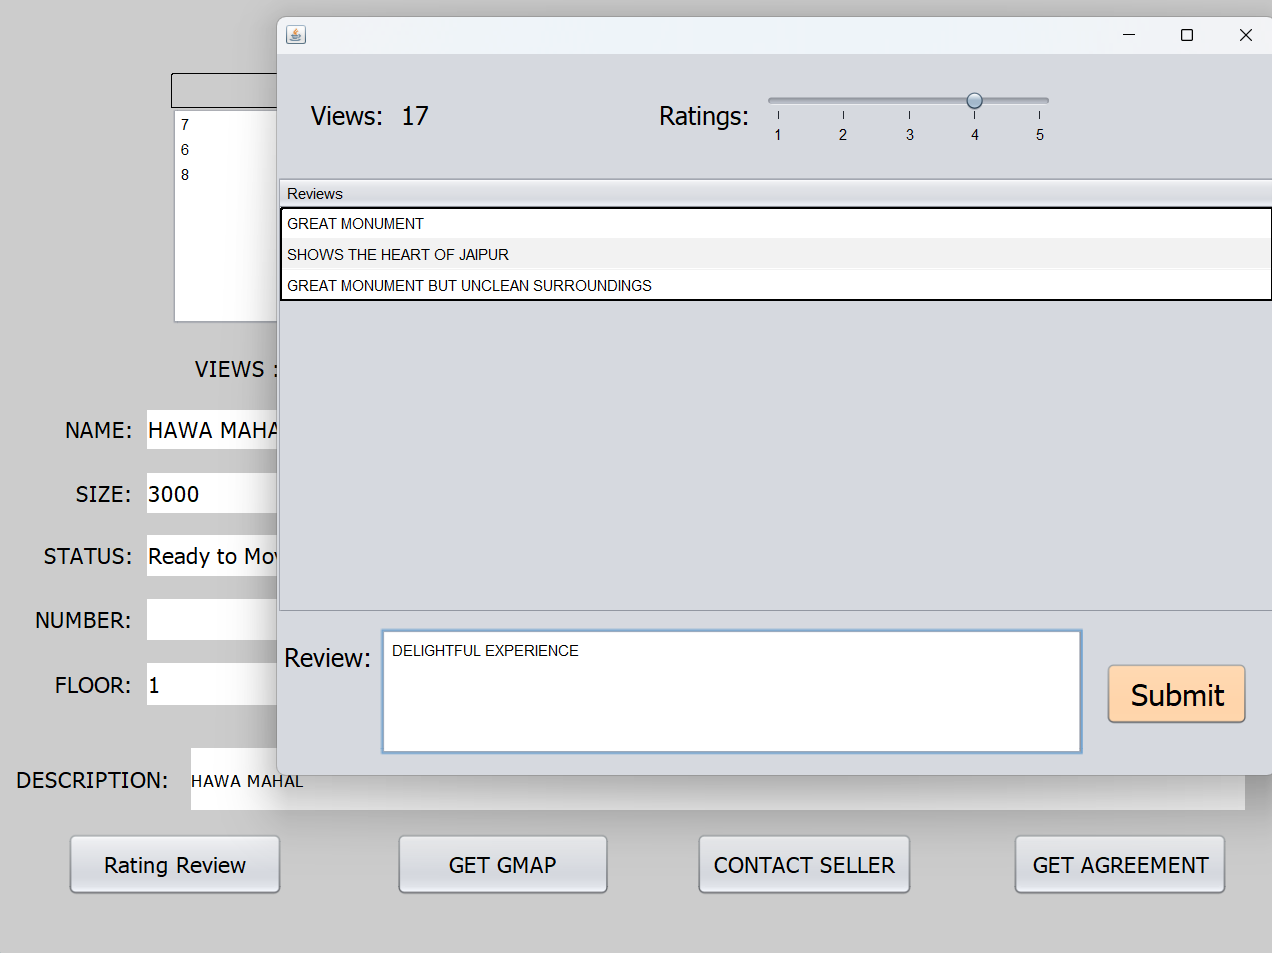 Views: 17
Ratings:
1 2 3 4 5
7
6
8
Reviews
GREAT MONUMENT
SHOWS THE HEART OF JAIPUR
GREAT MONUMENT BUT UNCLEAN SURROUNDINGS
VIEWS :
NAME: HAWA MAHA
SIZE: 3000
STATUS: Ready to Mov
NUMBER:
FLOOR: 1
Review: DELIGHTFUL EXPERIENCE
Submit
DESCRIPTION: HAWA MAHAL
Rating Review
GET GMAP
CONTACT SELLER
GET AGREEMENT